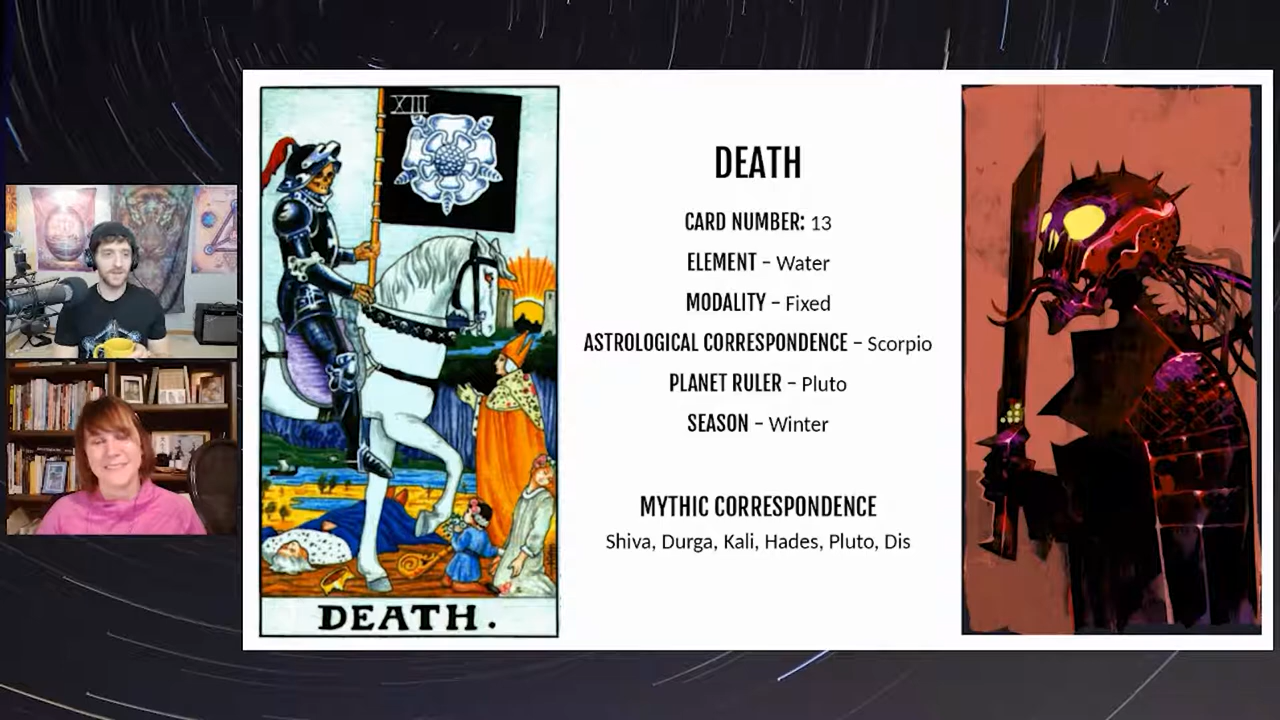 XIII
DEATH.
DEATH
CARD NUMBER: 13
ELEMENT – Water
MODALITY – Fixed
ASTROLOGICAL CORRESPONDENCE – Scorpio
PLANET RULER – Pluto
SEASON – Winter
MYTHIC CORRESPONDENCE
Shiva, Durga, Kali, Hades, Pluto, Dis